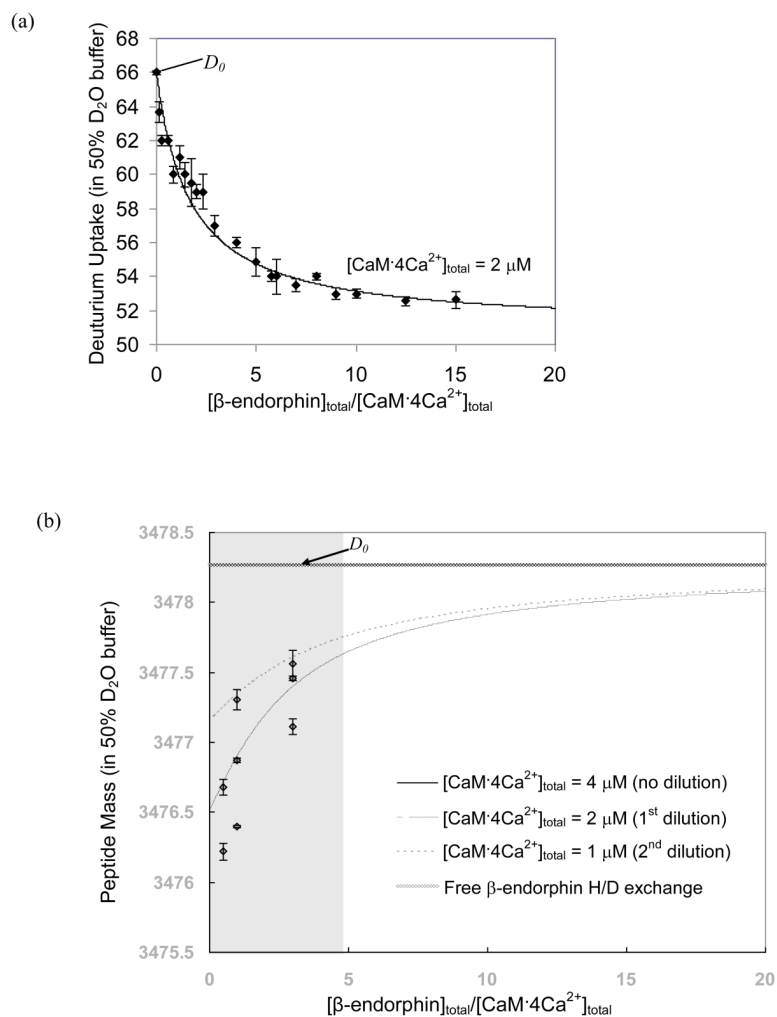 (a)
68
66
64
62
60
58
56
54
52
50
D₀
Deuturium Uptake (in 50% D₂O buffer)
[CaM·4Ca²⁺]total = 2 μM
0 5 10 15 20
[β-endorphin]total/[CaM·4Ca²⁺]total
(b)
3478.5
3478
3477.5
3477
3476.5
3476
3475.5
D₀
Peptide Mass (in 50% D₂O buffer)
[CaM·4Ca²⁺]total = 4 μM (no dilution)
[CaM·4Ca²⁺]total = 2 μM (1ˢᵗ dilution)
[CaM·4Ca²⁺]total = 1 μM (2ⁿᵈ dilution)
Free β-endorphin H/D exchange
0 5 10 15 20
[β-endorphin]total/[CaM·4Ca²⁺]total